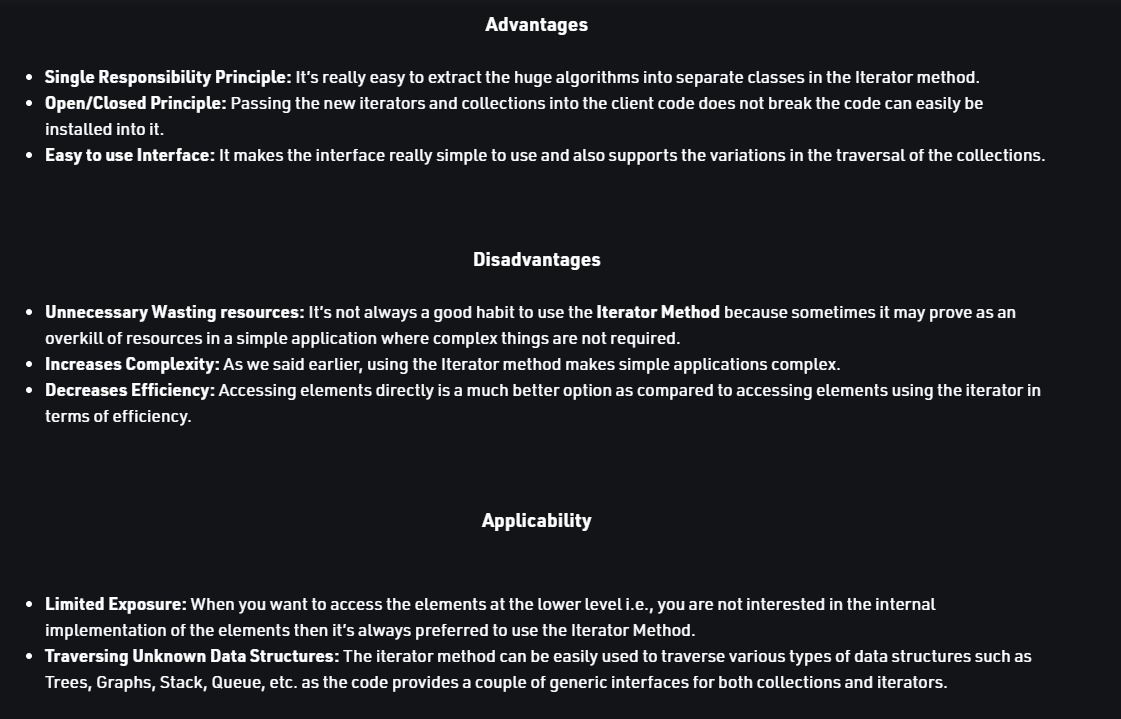 Advantages
• Single Responsibility Principle: It's really easy to extract the huge algorithms into separate classes in the Iterator method.
• Open/Closed Principle: Passing the new iterators and collections into the client code does not break the code can easily be
installed into it.
• Easy to use Interface: It makes the interface really simple to use and also supports the variations in the traversal of the collections.
Disadvantages
• Unnecessary Wasting resources: It's not always a good habit to use the Iterator Method because sometimes it may prove as an
overkill of resources in a simple application where complex things are not required.
• Increases Complexity: As we said earlier, using the Iterator method makes simple applications complex.
• Decreases Efficiency: Accessing elements directly is a much better option as compared to accessing elements using the iterator in
terms of efficiency.
Applicability
• Limited Exposure: When you want to access the elements at the lower level i.e., you are not interested in the internal
implementation of the elements then it's always preferred to use the Iterator Method.
• Traversing Unknown Data Structures: The iterator method can be easily used to traverse various types of data structures such as
Trees, Graphs, Stack, Queue, etc. as the code provides a couple of generic interfaces for both collections and iterators.